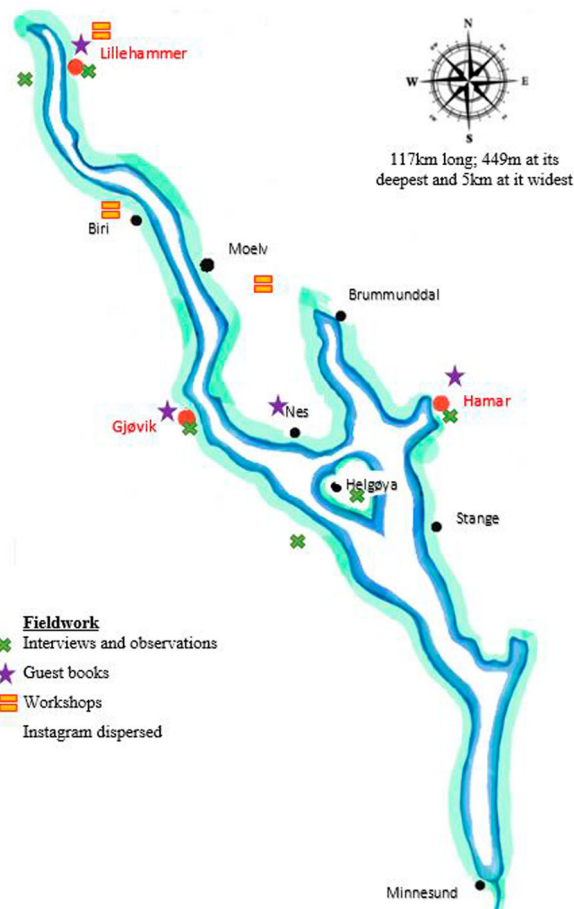 N
W
E
S
117km long; 449m at its
deepest and 5km at it widest
Lillehammer
Biri
Moelv
Brummunddal
Hamar
Nes
Gjøvik
Helgøya
Stange
Fieldwork
Interviews and observations
Guest books
Workshops
Instagram dispersed
Minnesund